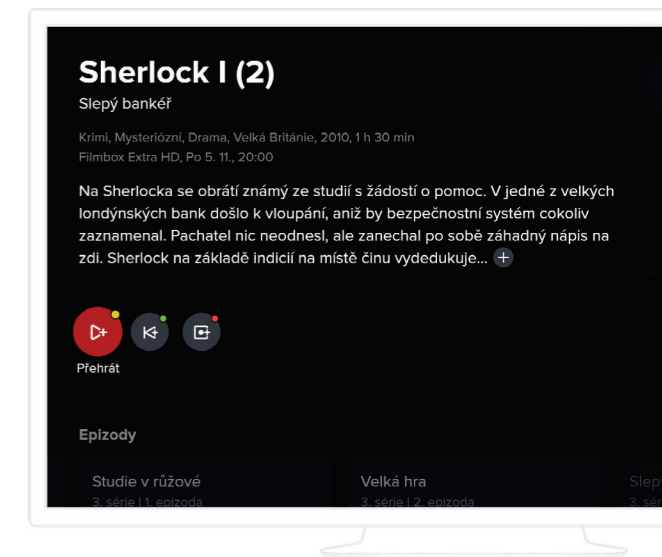 Sherlock I (2)
Slepý bankéř
Krimi, Mysteriózní, Drama, Velká Británie, 2010, 1 h 30 min
Filmbox Extra HD, Po 5. 11., 20:00
Na Sherlocka se obrátí známý ze studií s žádostí o pomoc. V jedné z velkých
londýnských bank došlo k vloupání, aniž by bezpečnostní systém cokoliv
zaznamenal. Pachatel nic neodnesl, ale zanechal po sobě záhadný nápis na
zdi. Sherlock na základě indicií na místě činu vydedukuje...
Přehrát
Epizody
Studie v růžové
3. série | 1. epizoda
Velká hra
3. série | 2. epizoda
Slep
3. sér